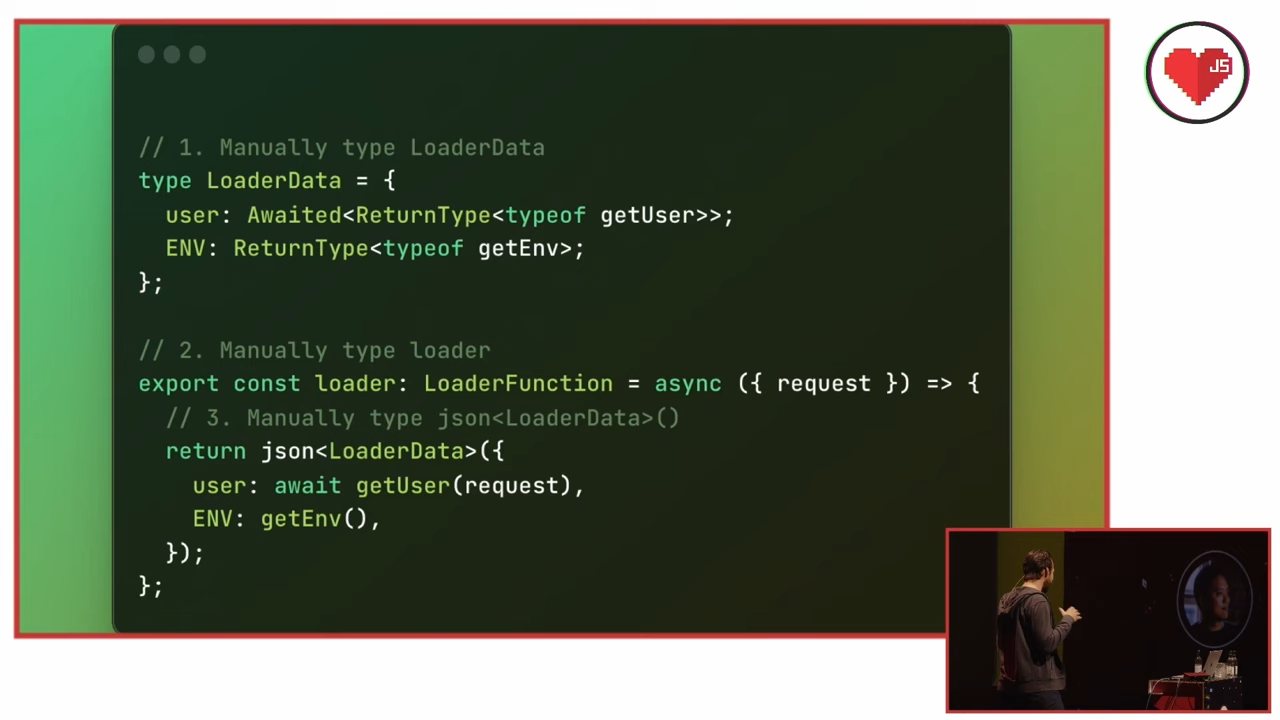 JS
// 1. Manually type LoaderData
type LoaderData = {
  user: Awaited<ReturnType<typeof getUser>>;
  ENV: ReturnType<typeof getEnv>;
};
// 2. Manually type loader
export const loader: LoaderFunction = async ({ request }) => {
  // 3. Manually type json<LoaderData>()
  return json<LoaderData>({
    user: await getUser(request),
    ENV: getEnv(),
  });
};